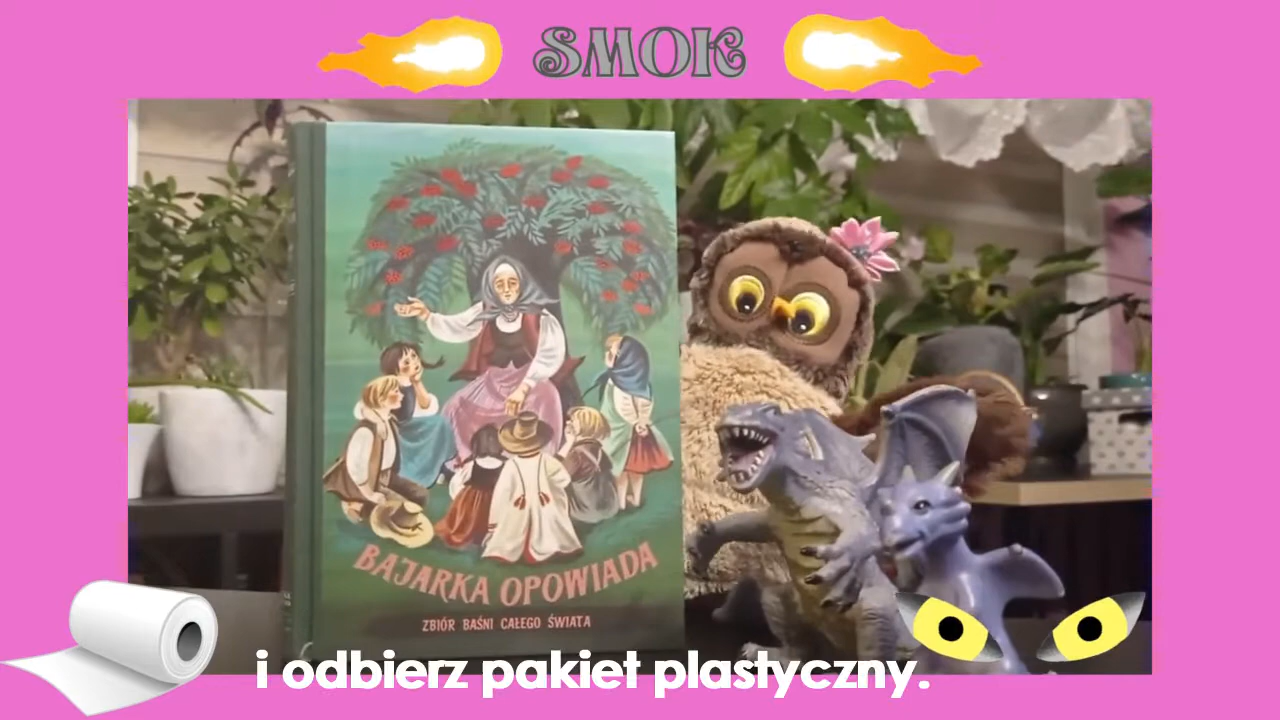 SMOK
BAJARKA OPOWIADA
ZBIÓR BAŚNI CAŁEGO ŚWIATA
i odbierz pakiet plastyczny.